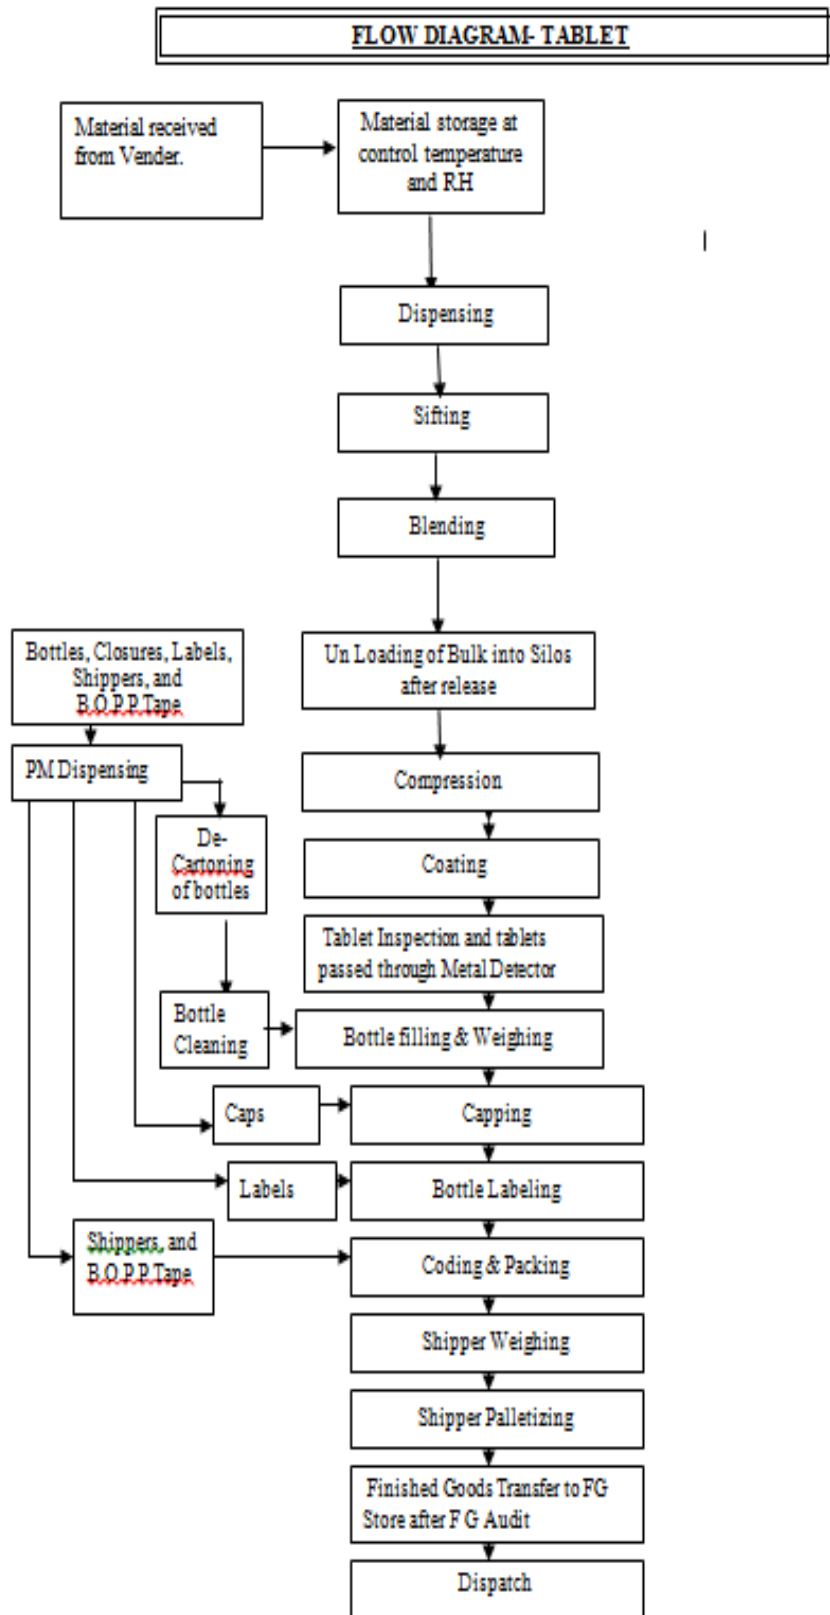 FLOW DIAGRAM- TABLET
Material received
from Vender.
Material storage at
control temperature
and RH
Dispensing
Sifting
Blending
Bottles, Closures, Labels,
Shippers, and
B.O.P.P.Tape
Un Loading of Bulk into Silos
after release
PM Dispensing
Compression
De-
Cartoning
of bottles
Coating
Tablet Inspection and tablets
passed through Metal Detector
Bottle
Cleaning
Bottle filling & Weighing
Caps
Capping
Labels
Bottle Labeling
Shippers, and
B.O.P.P.Tape
Coding & Packing
Shipper Weighing
Shipper Palletizing
Finished Goods Transfer to FG
Store after F G Audit
Dispatch